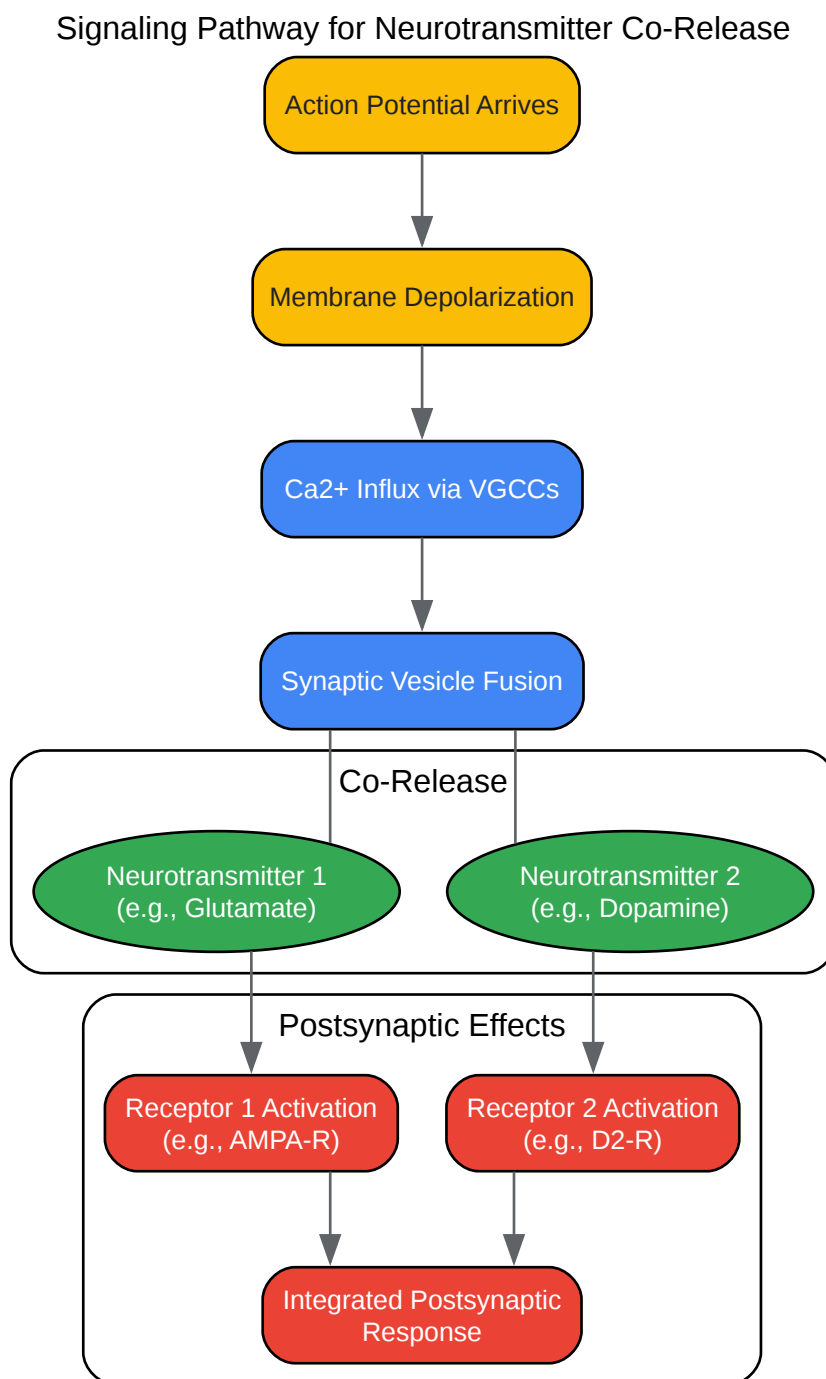 Signaling Pathway for Neurotransmitter Co-Release
Action Potential Arrives
Membrane Depolarization
Ca2+ Influx via VGCCs
Synaptic Vesicle Fusion
Co-Release
Neurotransmitter 1
(e.g., Glutamate)
Neurotransmitter 2
(e.g., Dopamine)
Postsynaptic Effects
Receptor 1 Activation
(e.g., AMPA-R)
Receptor 2 Activation
(e.g., D2-R)
Integrated Postsynaptic
Response